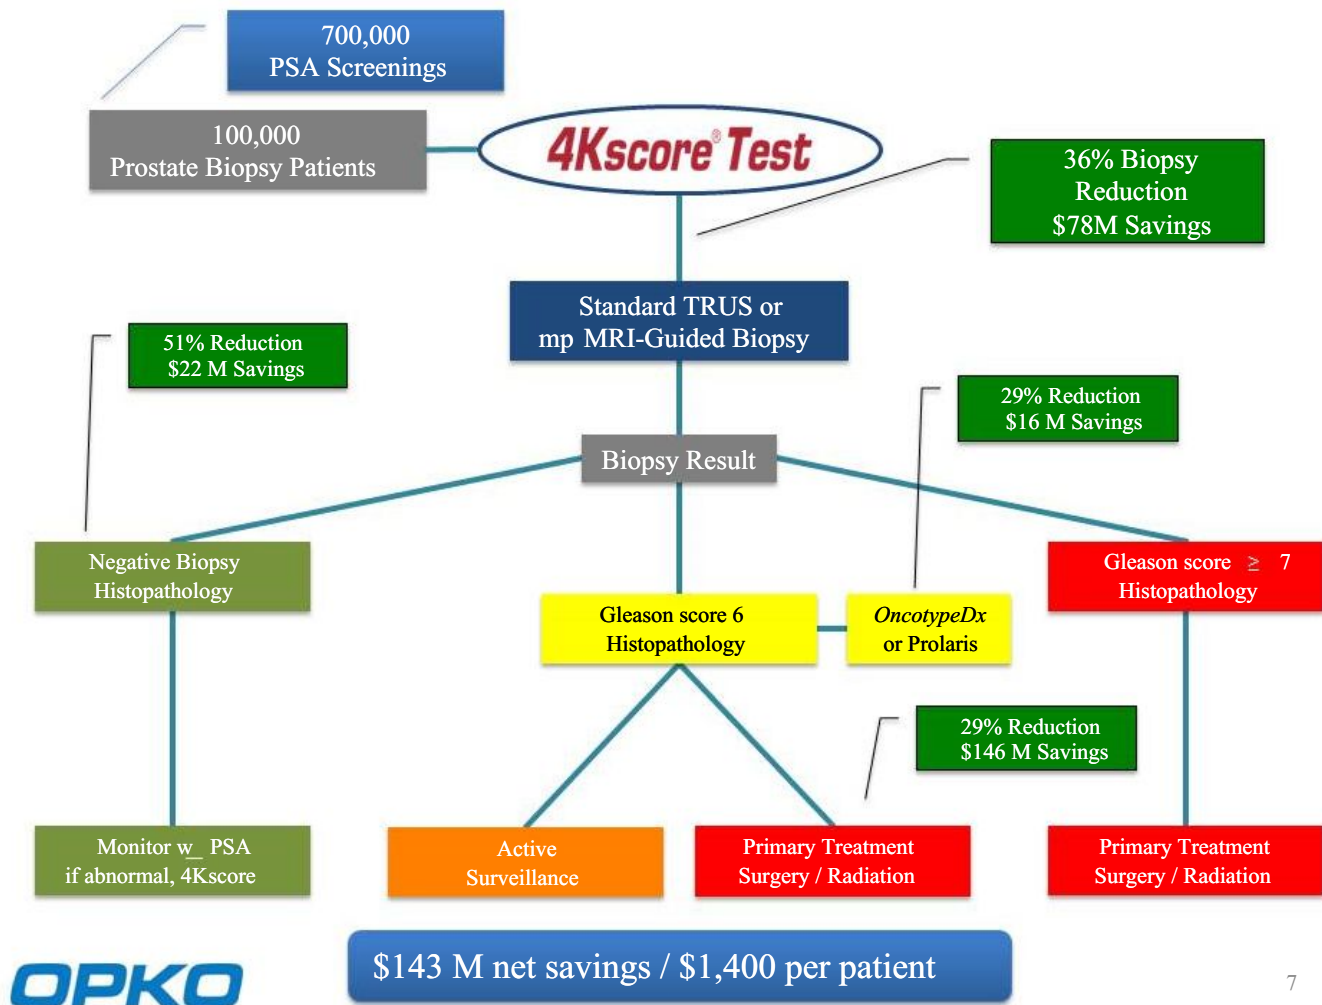 700,000
PSA Screenings
100,000
Prostate Biopsy Patients
4Kscore® Test
36% Biopsy
Reduction
$78M Savings
Standard TRUS or
mp MRI-Guided Biopsy
51% Reduction
$22 M Savings
29% Reduction
$16 M Savings
Biopsy Result
Negative Biopsy
Histopathology
Gleason score 6
Histopathology
OncotypeDx
or Prolaris
Gleason score ≥ 7
Histopathology
29% Reduction
$146 M Savings
Monitor w_ PSA
if abnormal, 4Kscore
Active
Surveillance
Primary Treatment
Surgery / Radiation
Primary Treatment
Surgery / Radiation
$143 M net savings / $1,400 per patient
OPKO
7